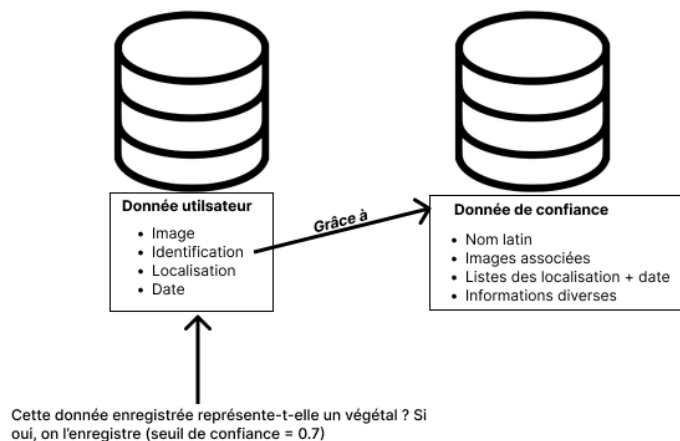 Donnée utilsateur
• Image
• Identification
• Localisation
• Date
Grâce à
Donnée de confiance
• Nom latin
• Images associées
• Listes des localisation + date
• Informations diverses
Cette donnée enregistrée représente-t-elle un végétal ? Si
oui, on l'enregistre (seuil de confiance = 0.7)